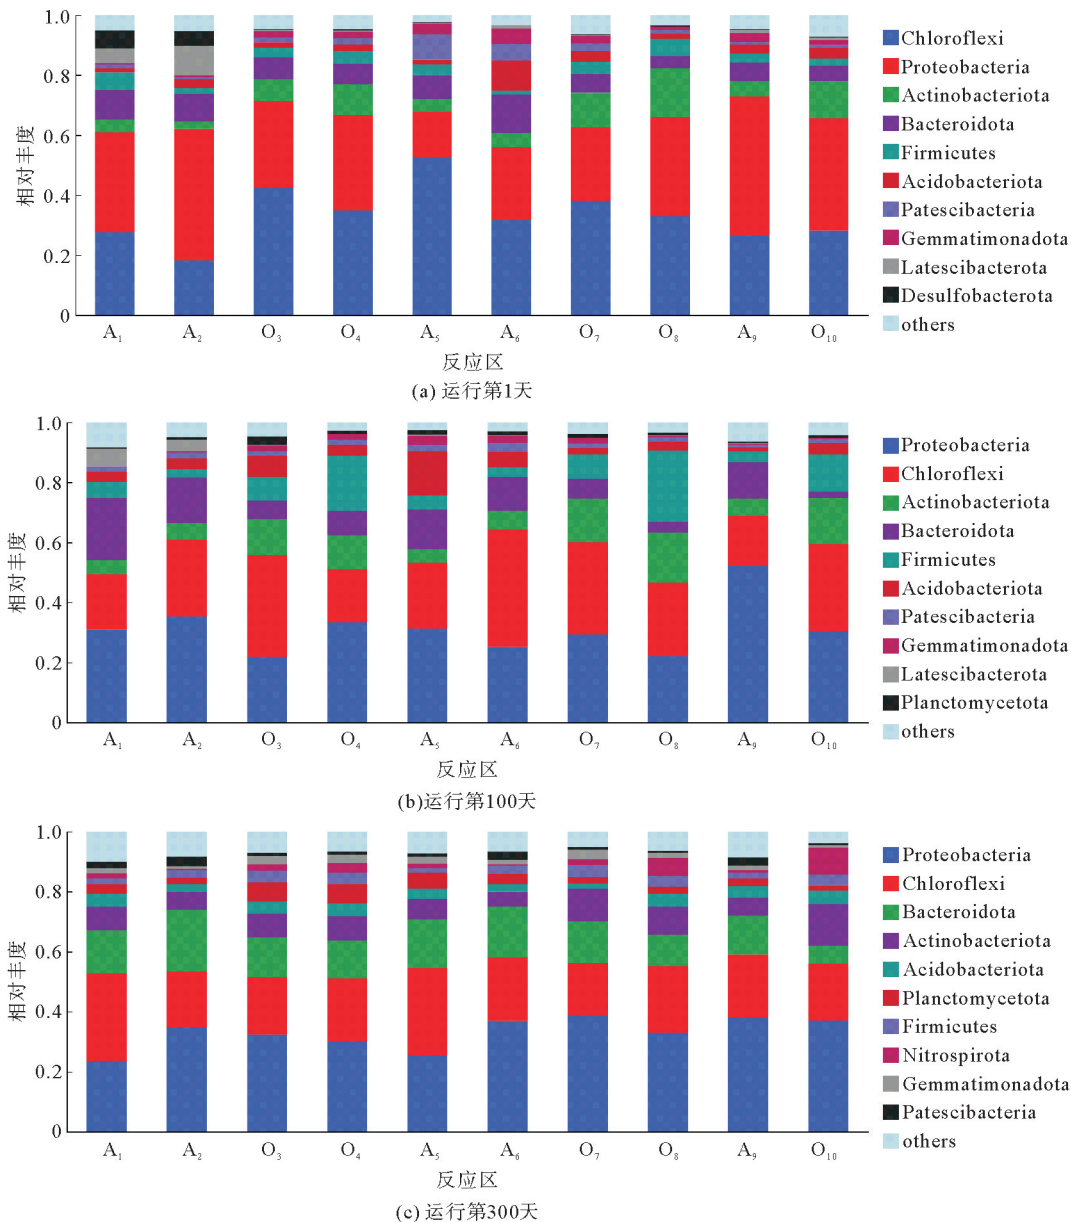 1.0
0.8
0.6
0.4
0.2
0
相对丰度
A₁ A₂ O₃ O₄ A₅ A₆ O₇ O₈ A₉ O₁₀
反应区
(a) 运行第1天
Chloroflexi
Proteobacteria
Actinobacteriota
Bacteroidota
Firmicutes
Acidobacteriota
Patescibacteria
Gemmatimonadota
Latescibacterota
Desulfobacterota
others
1.0
0.8
0.6
0.4
0.2
0
相对丰度
A₁ A₂ O₃ O₄ A₅ A₆ O₇ O₈ A₉ O₁₀
反应区
(b)运行第100天
Proteobacteria
Chloroflexi
Actinobacteriota
Bacteroidota
Firmicutes
Acidobacteriota
Patescibacteria
Gemmatimonadota
Latescibacterota
Planctomycetota
others
1.0
0.8
0.6
0.4
0.2
0
相对丰度
A₁ A₂ O₃ O₄ A₅ A₆ O₇ O₈ A₉ O₁₀
反应区
(c) 运行第300天
Proteobacteria
Chloroflexi
Bacteroidota
Actinobacteriota
Acidobacteriota
Planctomycetota
Firmicutes
Nitrospirota
Gemmatimonadota
Patescibacteria
others